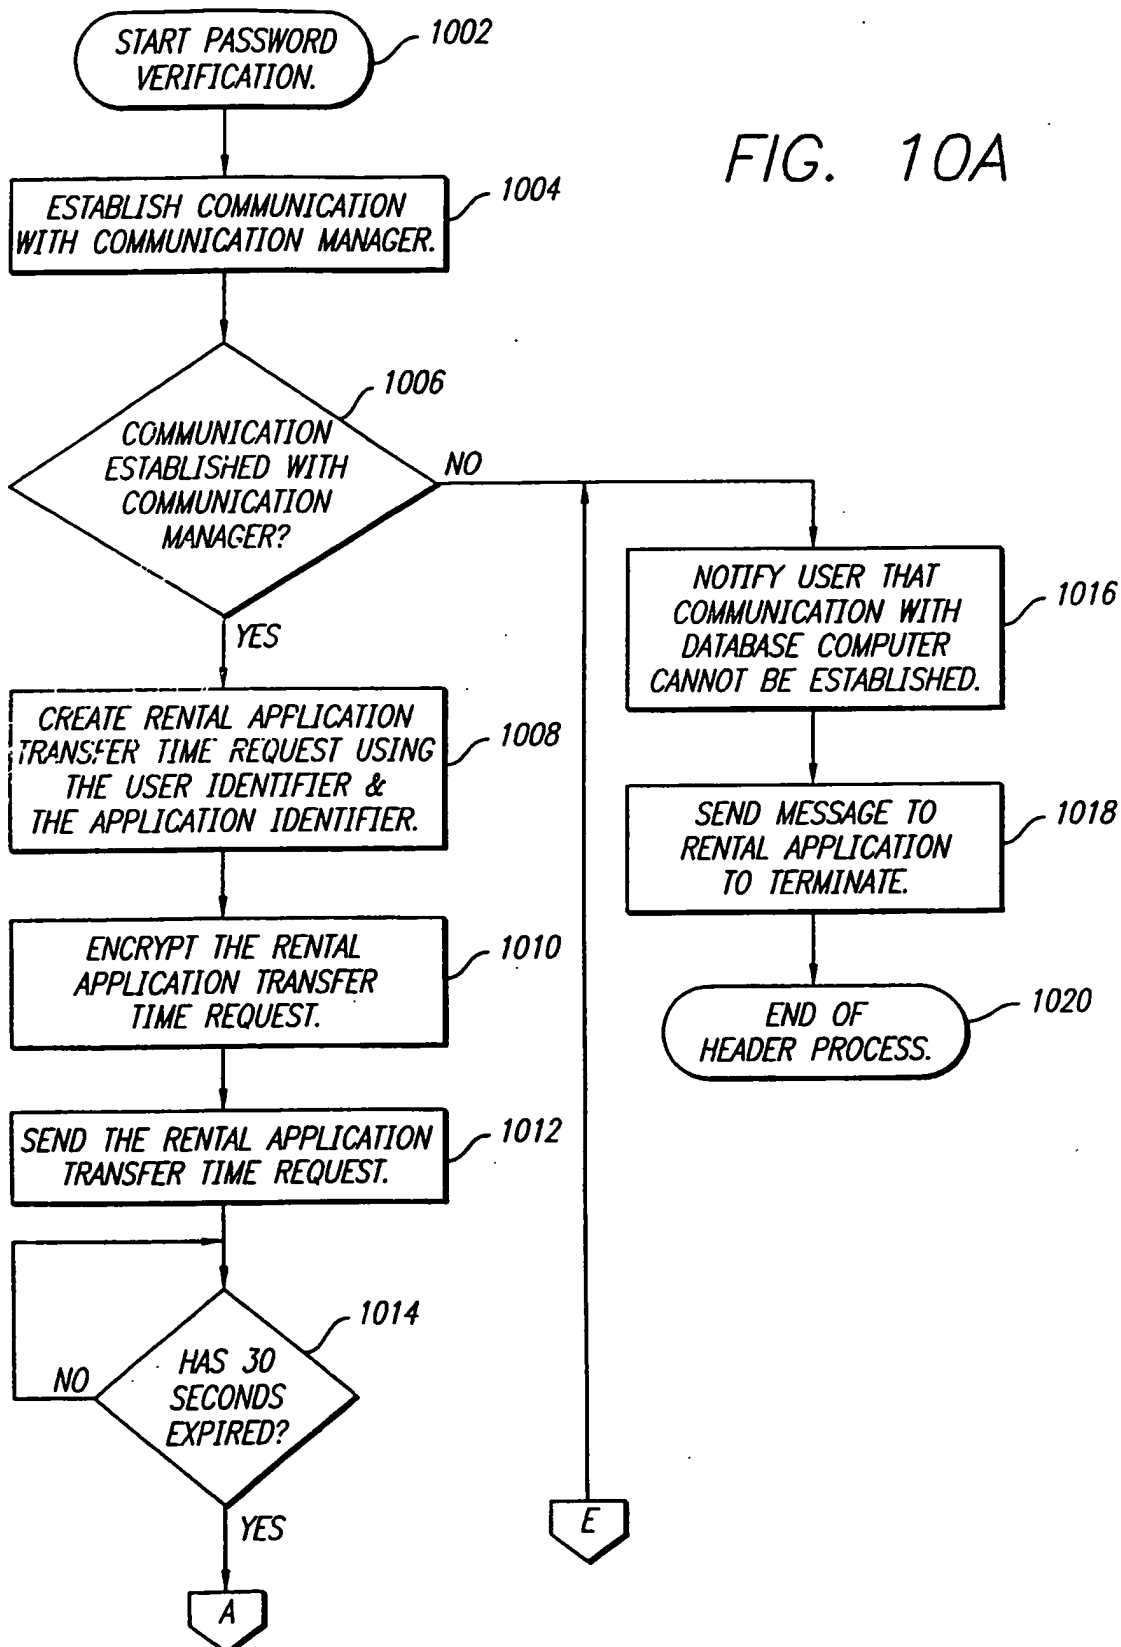 START PASSWORD
VERIFICATION.
1002
FIG. 10A
ESTABLISH COMMUNICATION
WITH COMMUNICATION MANAGER.
1004
COMMUNICATION
ESTABLISHED WITH
COMMUNICATION
MANAGER?
1006
NO
YES
CREATE RENTAL APPLICATION
TRANSFER TIME REQUEST USING
THE USER IDENTIFIER &
THE APPLICATION IDENTIFIER.
1008
ENCRYPT THE RENTAL
APPLICATION TRANSFER
TIME REQUEST.
1010
SEND THE RENTAL APPLICATION
TRANSFER TIME REQUEST.
1012
HAS 30
SECONDS
EXPIRED?
1014
NO
YES
A
NOTIFY USER THAT
COMMUNICATION WITH
DATABASE COMPUTER
CANNOT BE ESTABLISHED.
1016
SEND MESSAGE TO
RENTAL APPLICATION
TO TERMINATE.
1018
END OF
HEADER PROCESS.
1020
E